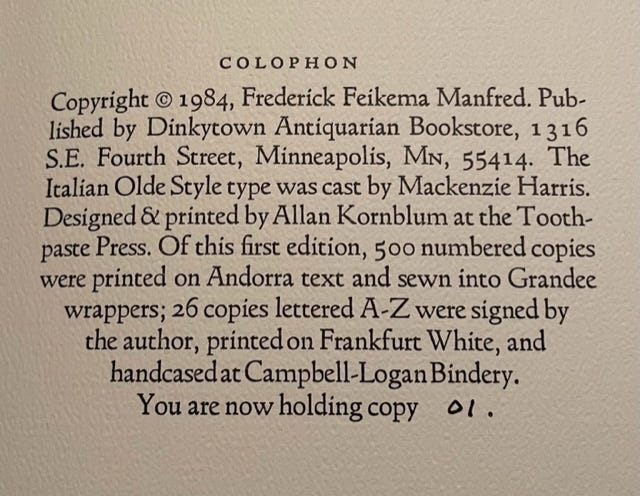 COLOPHON
Copyright © 1984, Frederick Feikema Manfred. Pub-
lished by Dinkytown Antiquarian Bookstore, 1316
S.E. Fourth Street, Minneapolis, MN, 55414. The
Italian Olde Style type was cast by Mackenzie Harris.
Designed & printed by Allan Kornblum at the Tooth-
paste Press. Of this first edition, 500 numbered copies
were printed on Andorra text and sewn into Grandee
wrappers; 26 copies lettered A-Z were signed by
the author, printed on Frankfurt White, and
handcased at Campbell-Logan Bindery.
You are now holding copy 01.